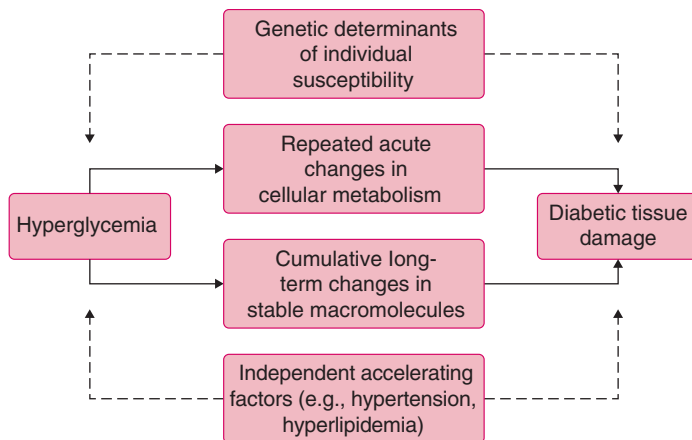 Genetic determinants
of individual
susceptibility
Repeated acute
changes in
cellular metabolism
Hyperglycemia
Diabetic tissue
damage
Cumulative long-
term changes in
stable macromolecules
Independent accelerating
factors (e.g., hypertension,
hyperlipidemia)